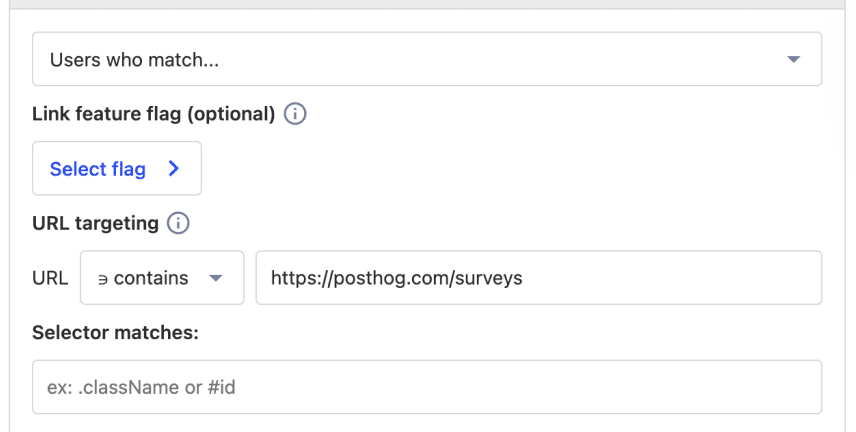 Users who match...
Link feature flag (optional)
Select flag
URL targeting
URL ∋ contains https://posthog.com/surveys
Selector matches:
ex: .className or #id